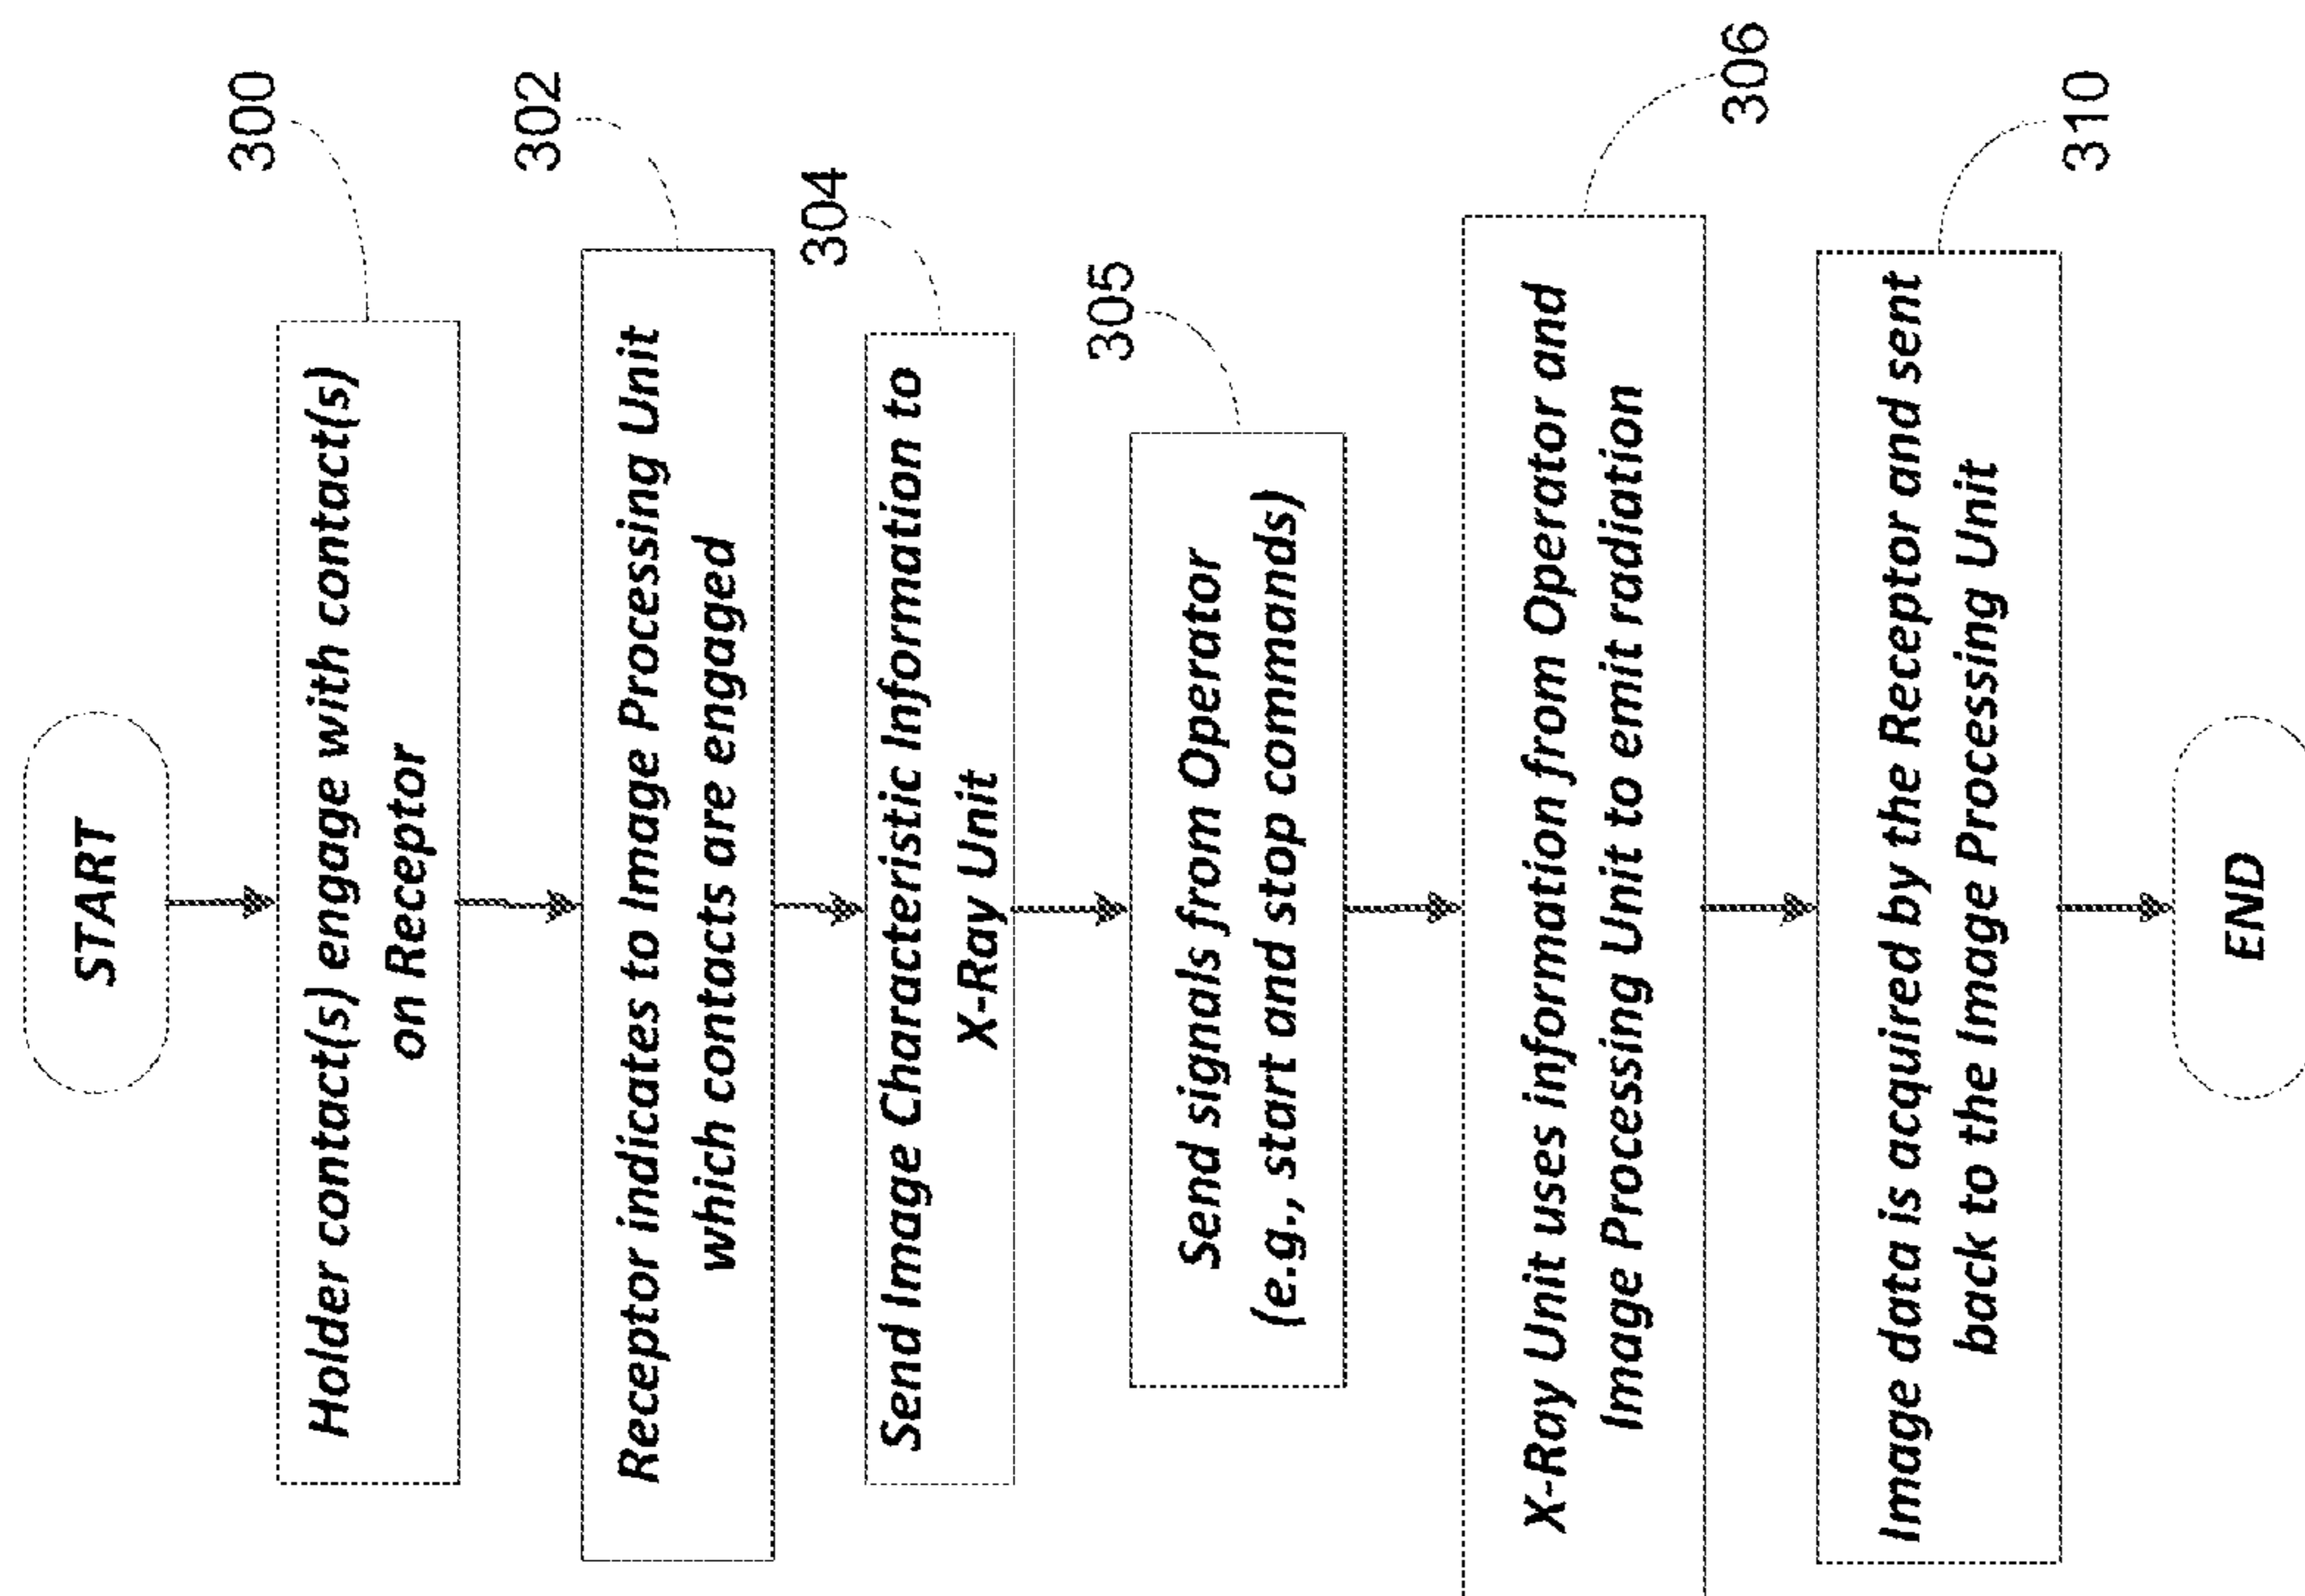 START
300
Holder contact(s) engage with contact(s)
on Receptor
302
Receptor indicates to Image Processing Unit
which contacts are engaged
304
Send Image Characteristic Information to
X-Ray Unit
305
Send signals from Operator
(e.g., start and stop commands)
306
X-Ray Unit uses information from Operator and
Image Processing Unit to emit radiation
310
Image data is acquired by the Receptor and sent
back to the Image Processing Unit
END